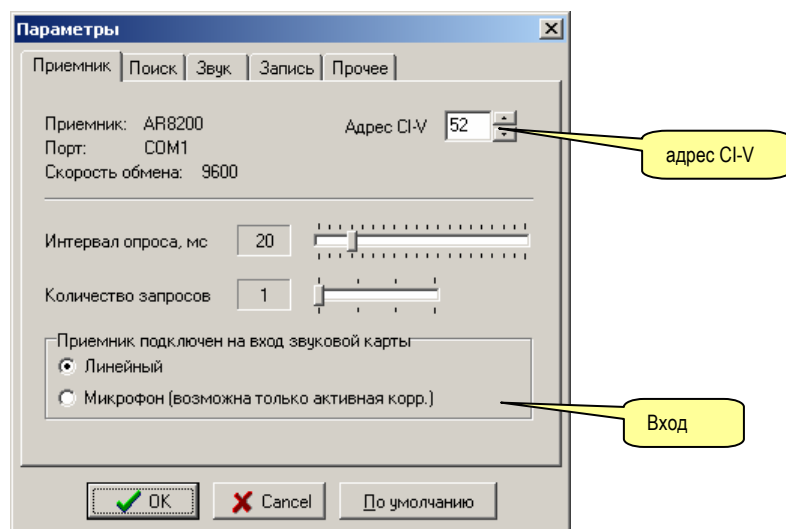 Параметры
Приемник Поиск Звук Запись Прочее
Приемник: AR8200
Адрес CI-V 52
Порт: COM1
Скорость обмена: 9600
адрес CI-V
Интервал опроса, мс 20
Количество запросов 1
Приемник подключен на вход звуковой карты
Линейный
Микрофон (возможна только активная корр.)
Вход
OK Cancel По умолчанию